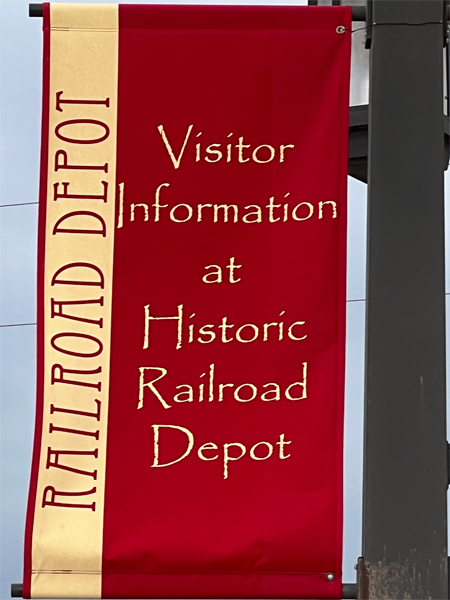 RAILROAD DEPOT
Visitor
Information
at
Historic
Railroad
Depot